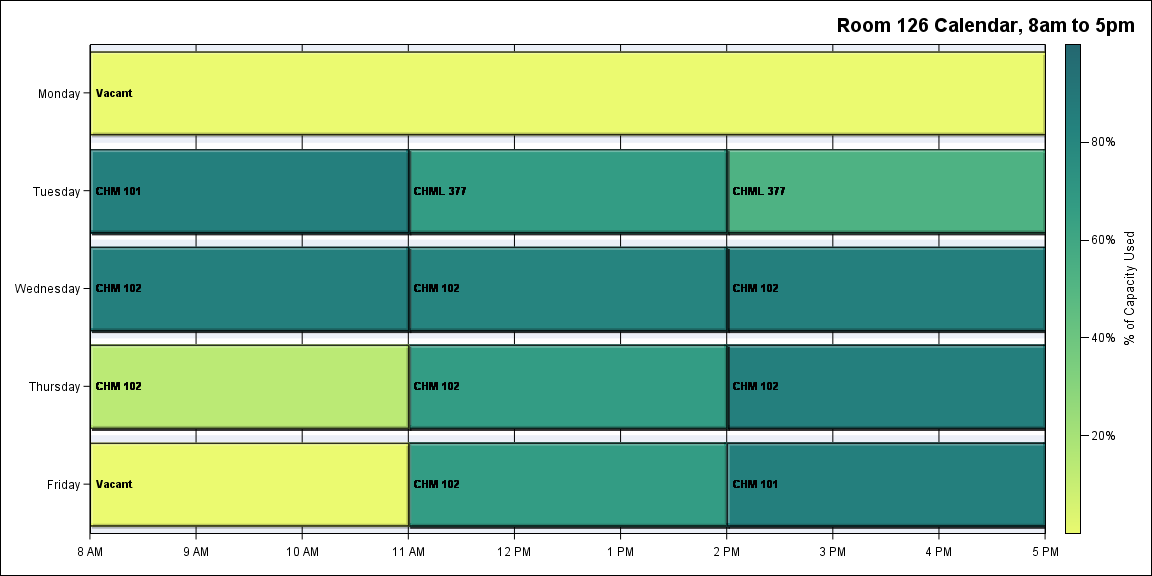 Room 126 Calendar, 8am to 5pm
Monday
Vacant
Tuesday
CHM 101
CHML 377
CHML 377
Wednesday
CHM 102
CHM 102
CHM 102
Thursday
CHM 102
CHM 102
CHM 102
Friday
Vacant
CHM 102
CHM 101
8 AM
9 AM
10 AM
11 AM
12 PM
1 PM
2 PM
3 PM
4 PM
5 PM
80%
60%
40%
20%
% of Capacity Used